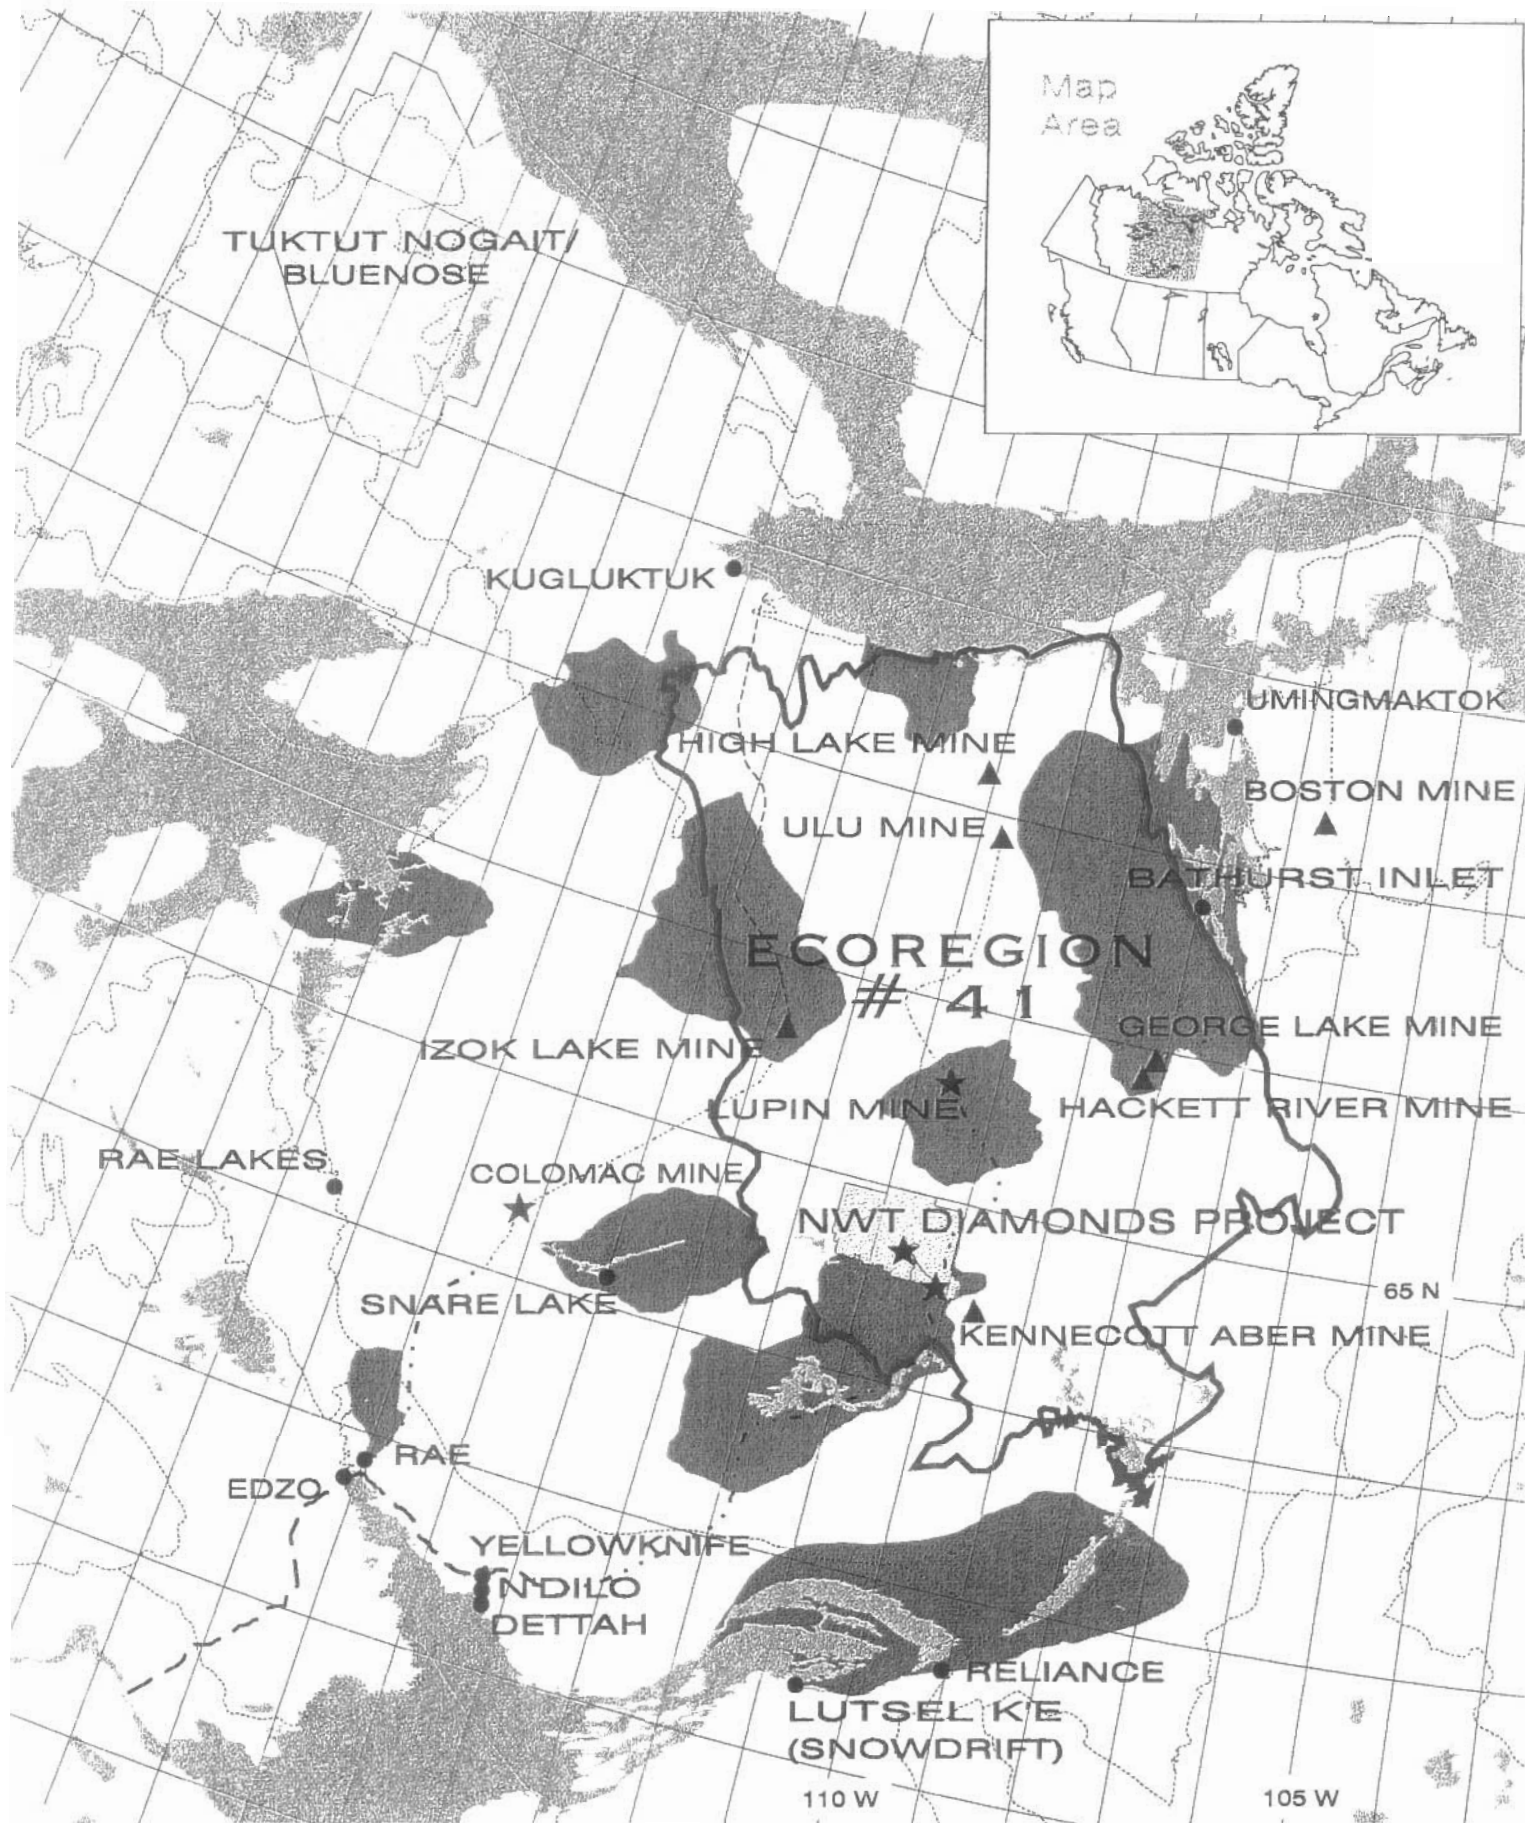 Map
Area
TUKTUT NOGAIT/
BLUENOSE
KUGLUKTUK
UMINGMAKTOK
HIGH LAKE MINE
BOSTON MINE
ULU MINE
BATHURST INLET
ECOREGION
# 41
GEORGE LAKE MINE
IZOK LAKE MINE
LUPIN MINE
HACKETT RIVER MINE
RAE LAKES
COLOMAC MINE
NWT DIAMONDS PROJECT
65 N
SNARE LAKE
KENNECOTT ABER MINE
RAE
EDZO
YELLOWKNIFE
N'DILO
DETTAH
RELIANCE
LUTSEL K'E
(SNOWDRIFT)
110 W
105 W